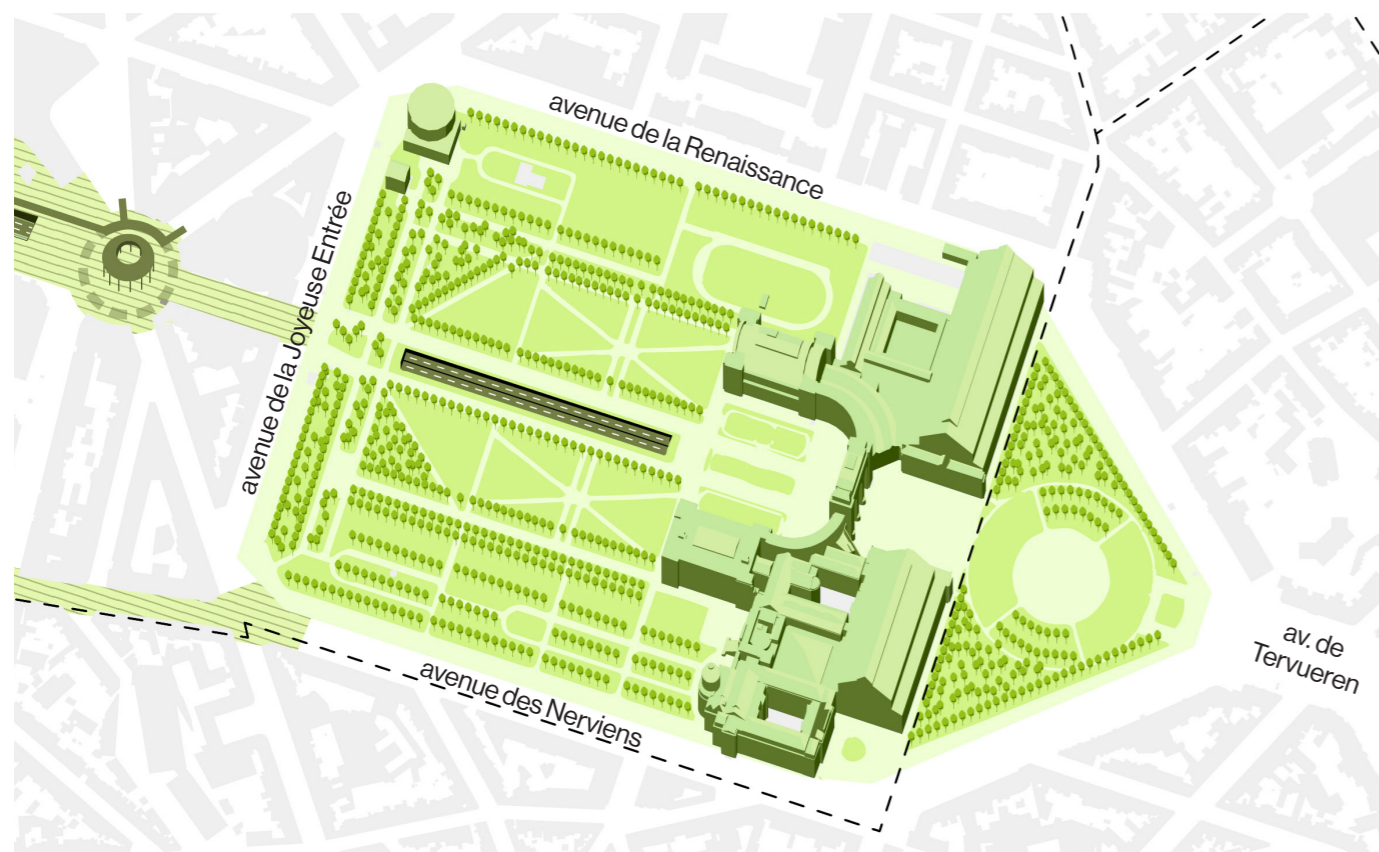 avenue de la Renaissance
avenue de la Joyeuse Entrée
av. de
Tervueren
avenue des Nerviens